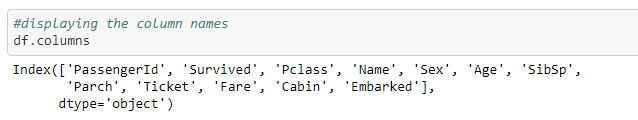 #displaying the column names
df.columns
Index(['PassengerId', 'Survived', 'Pclass', 'Name', 'Sex', 'Age', 'SibSp',
'Parch', 'Ticket', 'Fare', 'Cabin', 'Embarked'],
dtype='object')